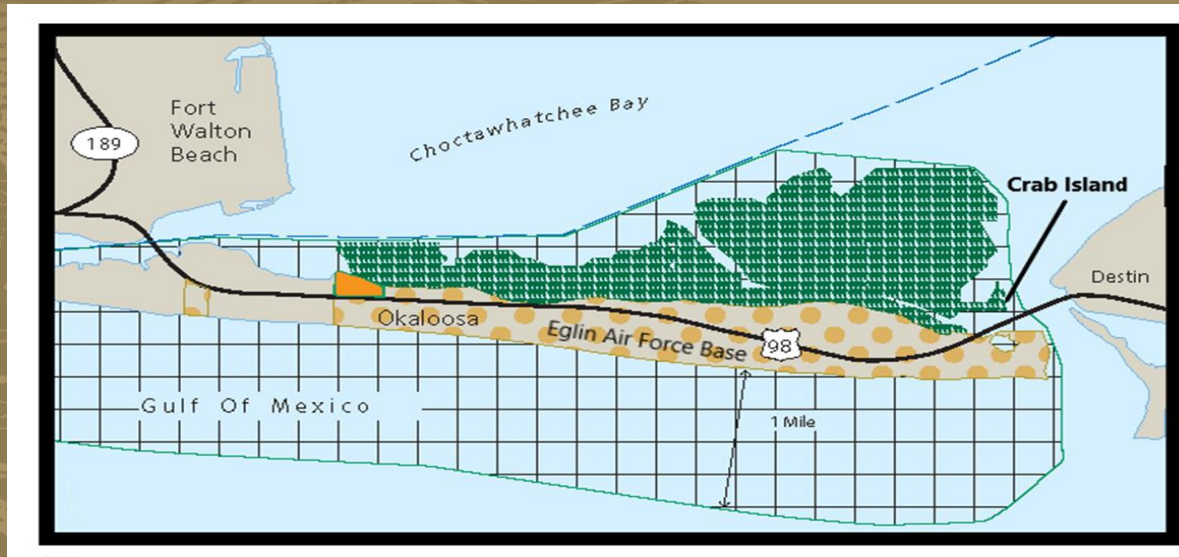 Fort
Walton
Beach
189
Choctawhatchee Bay
Crab Island
Destin
Okaloosa
Eglin Air Force Base
98
1 Mile
Gulf Of Mexico